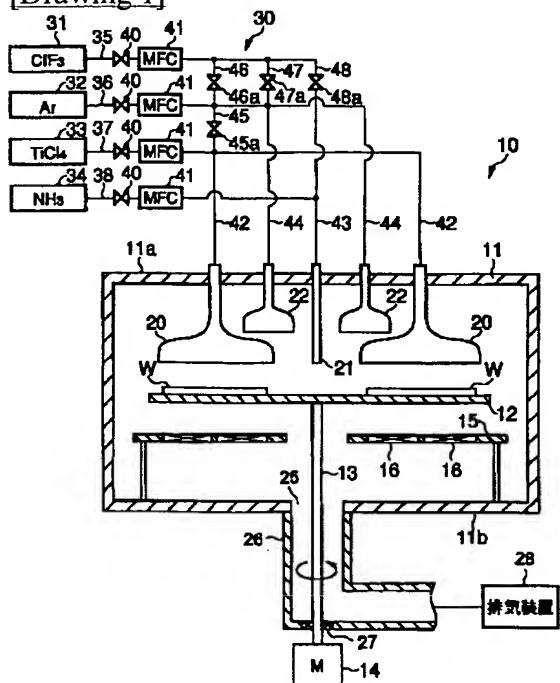 [Drawing 1]
31
ClF3
35
40
41
MFC
30
32
Ar
36
40
41
MFC
46
46a
47
47a
48
48a
33
TiCl4
37
40
41
MFC
45
45a
34
NH3
38
40
41
MFC
10
42
44
43
44
42
11a
11
20
22
21
22
20
W
W
12
15
13
16
16
25
26
11b
28
排気装置
27
M
14